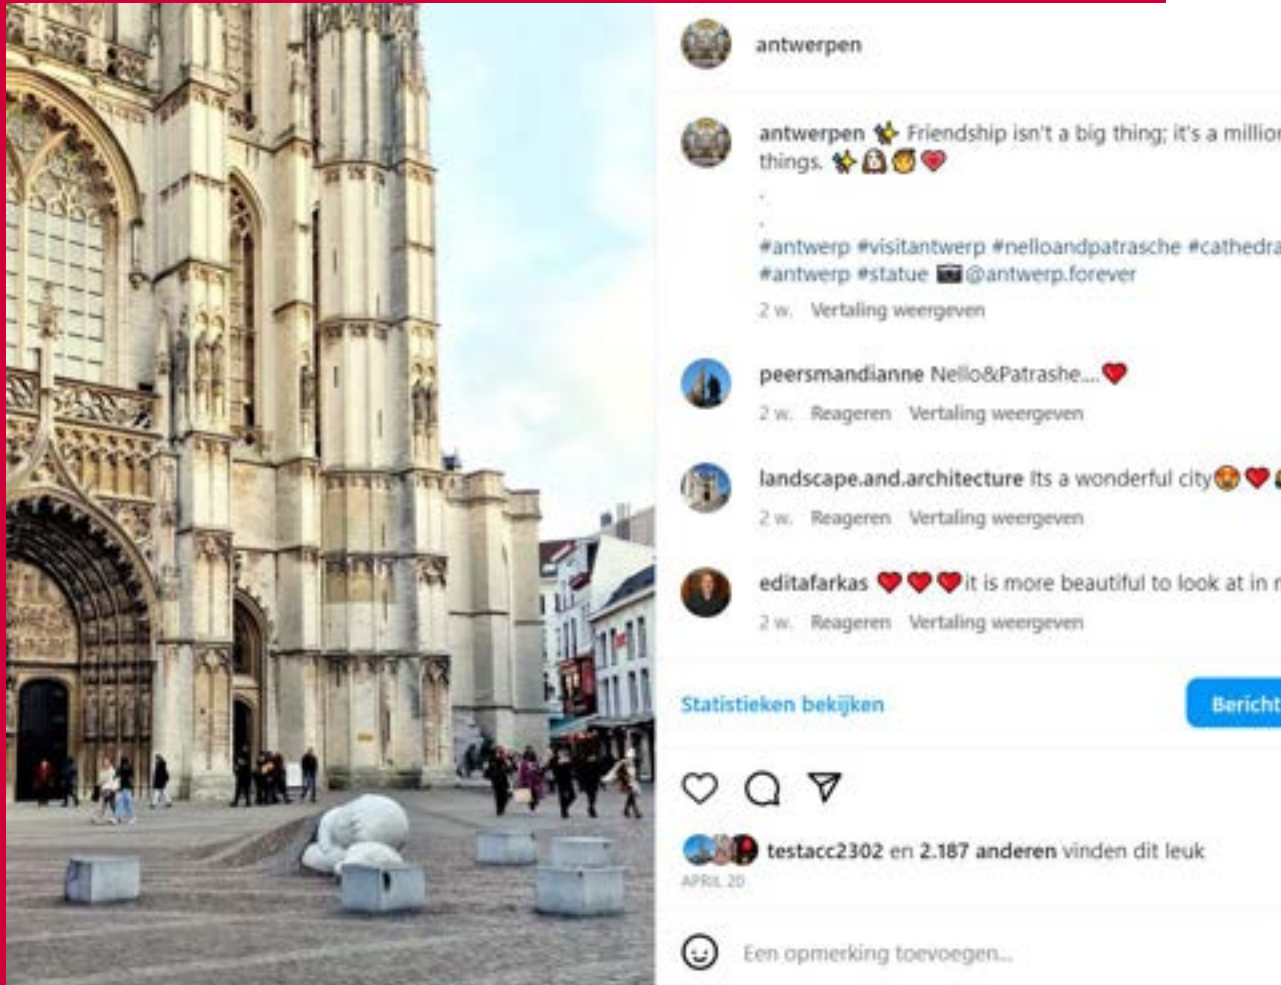 antwerpen
antwerpen ✨ Friendship isn't a big thing; it's a million
things. ✨
.
.
#antwerp #visitantwerp #nelloandpatrasche #cathedra
#antwerp #statue 📷@antwerp.forever
2 w. Vertaling weergeven
peersmandianne Nello&Patrashe....❤️
2 w. Reageren Vertaling weergeven
landscape.and.architecture Its a wonderful city😍❤️
2 w. Reageren Vertaling weergeven
editafarkas ❤️❤️❤️it is more beautiful to look at in r
2 w. Reageren Vertaling weergeven
Statistieken bekijken
Bericht
testacc2302 en 2.187 anderen vinden dit leuk
APRIL 20
Een opmerking toevoegen...